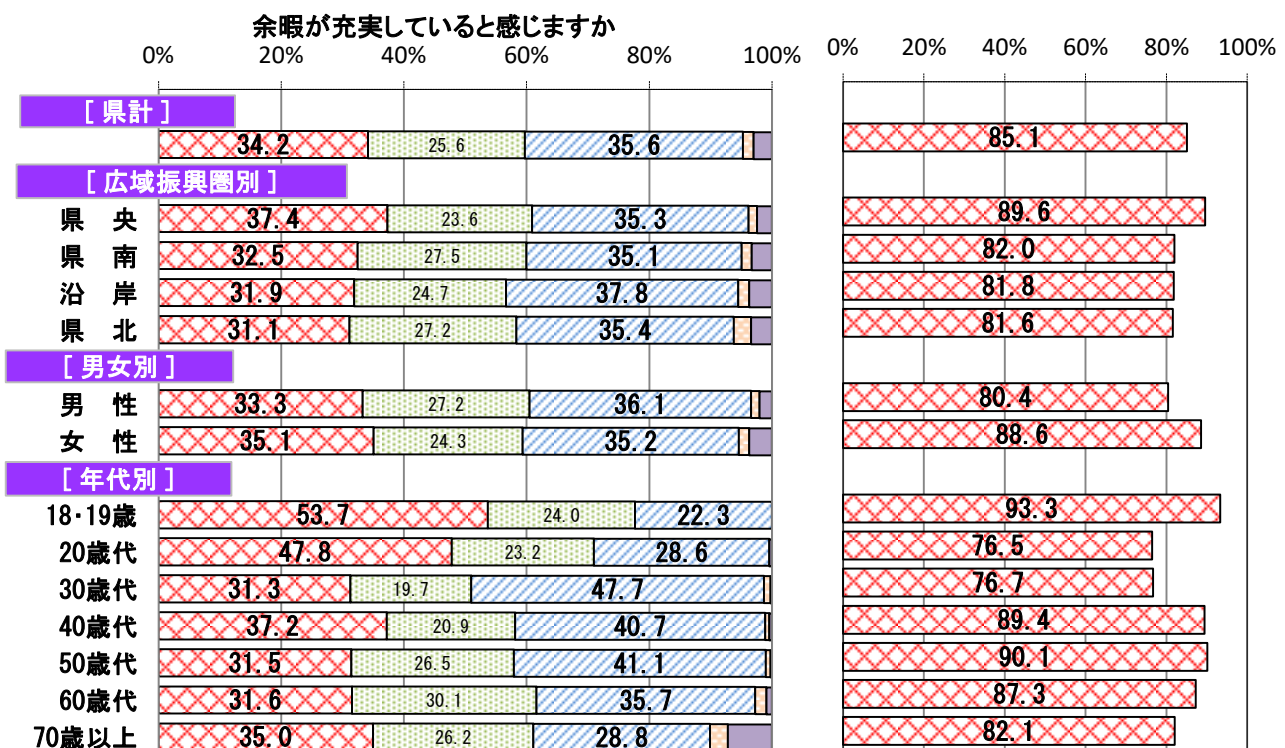 余暇が充実していると感じますか
0% 20% 40% 60% 80% 100% 0% 20% 40% 60% 80% 100%
[ 県計 ]
34.2 25.6 35.6 85.1
[ 広域振興圏別 ]
県 央 37.4 23.6 35.3 89.6
県 南 32.5 27.5 35.1 82.0
沿 岸 31.9 24.7 37.8 81.8
県 北 31.1 27.2 35.4 81.6
[ 男女別 ]
男 性 33.3 27.2 36.1 80.4
女 性 35.1 24.3 35.2 88.6
[ 年代別 ]
18・19歳 53.7 24.0 22.3 93.3
20歳代 47.8 23.2 28.6 76.5
30歳代 31.3 19.7 47.7 76.7
40歳代 37.2 20.9 40.7 89.4
50歳代 31.5 26.5 41.1 90.1
60歳代 31.6 30.1 35.7 87.3
70歳以上 35.0 26.2 28.8 82.1